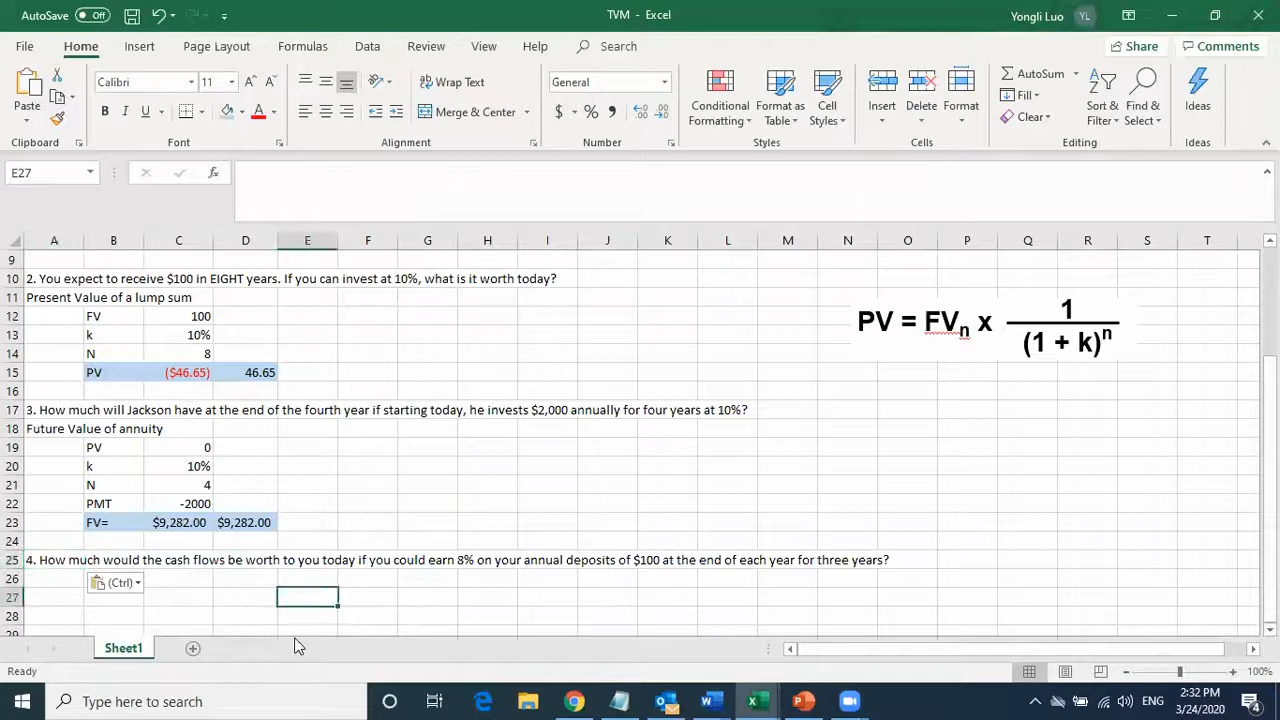 AutoSave Off
TVM - Excel
Yongli Luo YL
File Home Insert Page Layout Formulas Data Review View Help Search Share Comments
Paste
Calibri 11
Wrap Text
General
Conditional Formatting
Format as Table
Cell Styles
Insert Delete Format
AutoSum
Fill
Clear
Sort & Filter
Find & Select
Ideas
B I U
Merge & Center
$ % ,
Clipboard Font Alignment Number Styles Cells Editing Ideas
E27 fx
A B C D E F G H I J K L M N O P Q R S T
9
10 2. You expect to receive $100 in EIGHT years. If you can invest at 10%, what is it worth today?
11 Present Value of a lump sum
12 FV 100
13 k 10%
14 N 8
15 PV ($46.65) 46.65
PV = FVn x 1 / (1 + k)n
16
17 3. How much will Jackson have at the end of the fourth year if starting today, he invests $2,000 annually for four years at 10%?
18 Future Value of annuity
19 PV 0
20 k 10%
21 N 4
22 PMT -2000
23 FV= $9,282.00 $9,282.00
24
25 4. How much would the cash flows be worth to you today if you could earn 8% on your annual deposits of $100 at the end of each year for three years?
26 (Ctrl)
27
28
29
Sheet1
Ready 100%
Type here to search
ENG
2:32 PM
3/24/2020
4